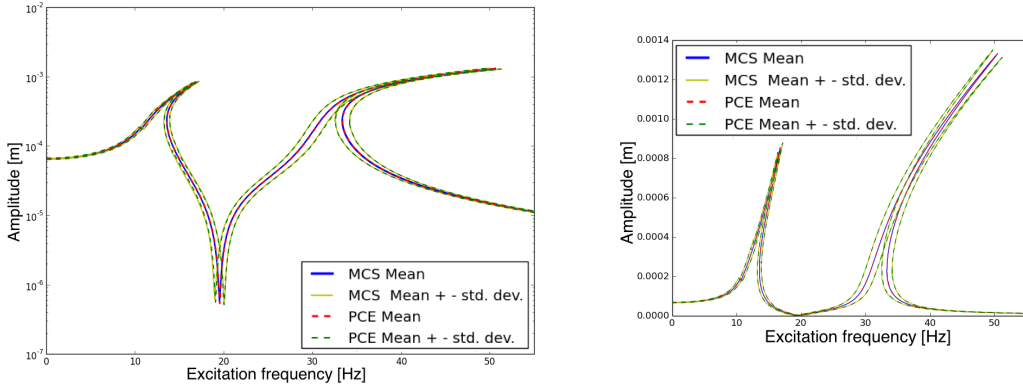 10^-2
10^-3
10^-4
10^-5
10^-6
10^-7
Amplitude [m]
0 10 20 30 40 50
Excitation frequency [Hz]
MCS Mean
MCS Mean + - std. dev.
PCE Mean
PCE Mean + - std. dev.
0.0014
0.0012
0.0010
0.0008
0.0006
0.0004
0.0002
0.0000
Amplitude [m]
0 10 20 30 40 50
Excitation frequency [Hz]
MCS Mean
MCS Mean + - std. dev.
PCE Mean
PCE Mean + - std. dev.